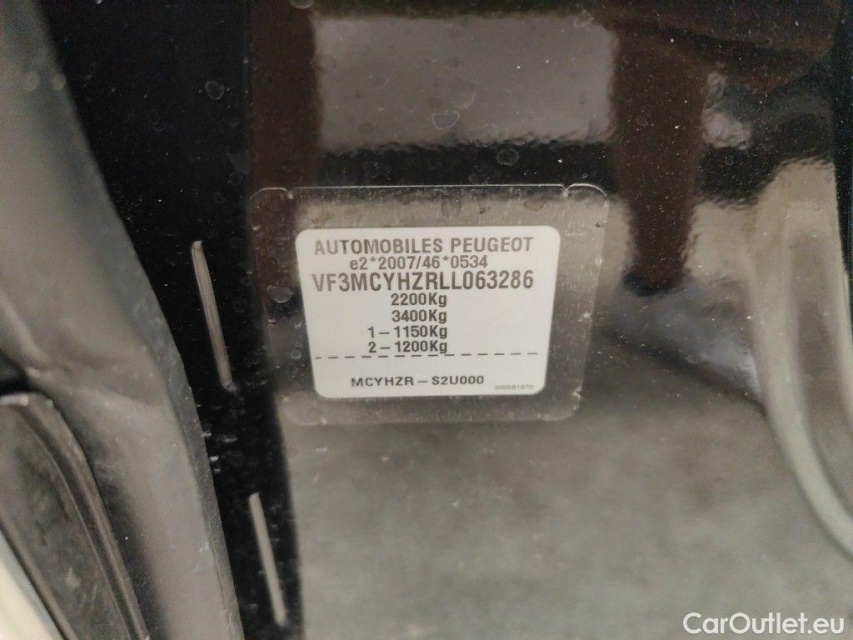 AUTOMOBILES PEUGEOT
e2*2007/46*0534
VF3MCYHZRLL063286
2200Kg
3400Kg
1-1150Kg
2-1200Kg
MCYHZR-S2U000
CarOutlet.eu